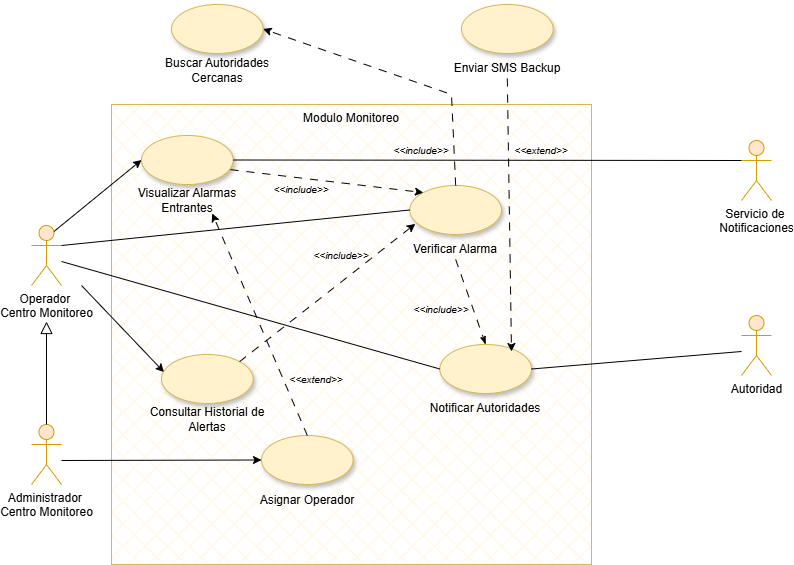 Buscar Autoridades
Cercanas
Enviar SMS Backup
Modulo Monitoreo
<<include>>
<<extend>>
Visualizar Alarmas
Entrantes
<<include>>
Servicio de
Notificaciones
Verificar Alarma
<<include>>
Operador
Centro Monitoreo
<<include>>
<<extend>>
Autoridad
Consultar Historial de
Alertas
Notificar Autoridades
Asignar Operador
Administrador
Centro Monitoreo